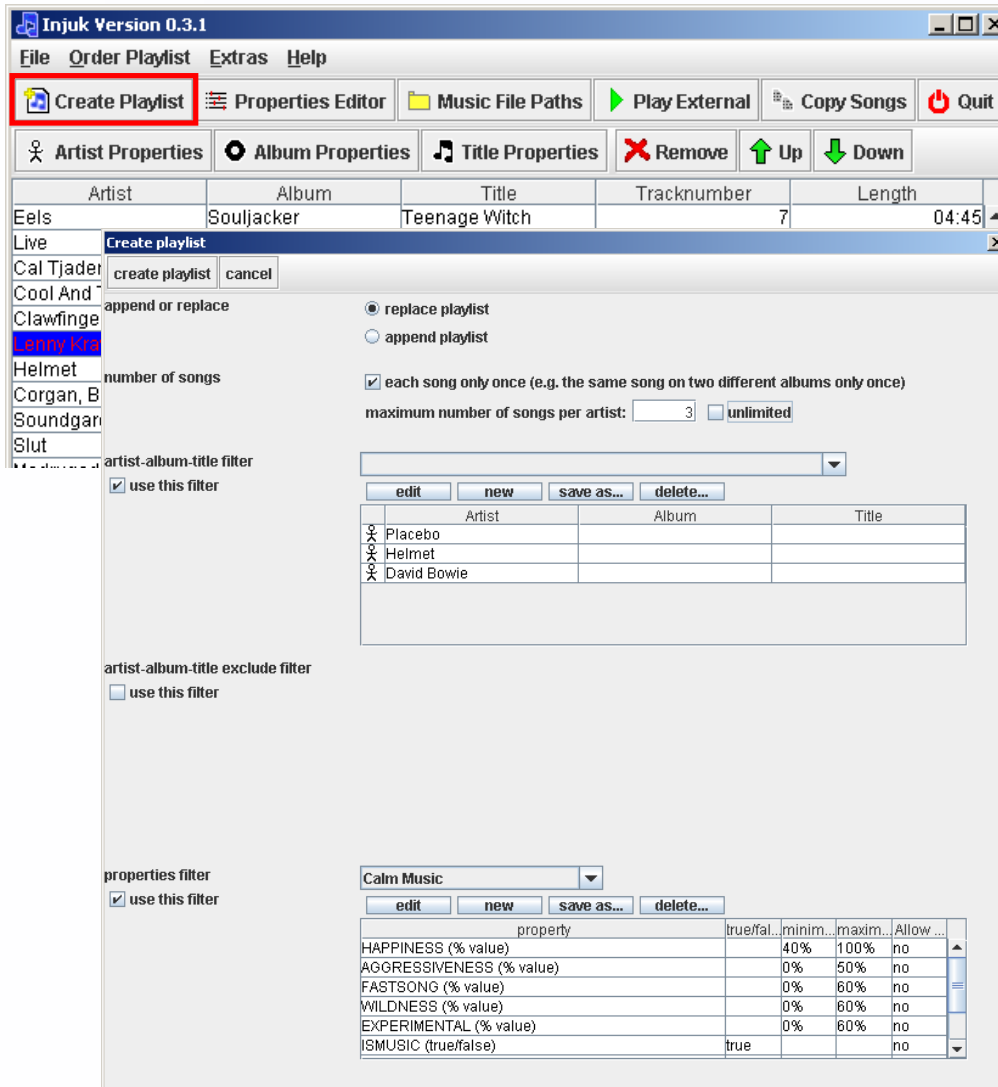 Injuk Version 0.3.1
File Order Playlist Extras Help
Create Playlist Properties Editor Music File Paths Play External Copy Songs Quit
Artist Properties Album Properties Title Properties Remove Up Down
Artist Album Title Tracknumber Length
Eels Souljacker Teenage Witch 7 04:45
Live
Cal Tjader
Cool And
Clawfinge
Lenny Kra
Helmet
Corgan, B
Soundgar
Slut
Create playlist
create playlist cancel
append or replace
replace playlist
append playlist
number of songs
each song only once (e.g. the same song on two different albums only once)
maximum number of songs per artist: 3 unlimited
artist-album-title filter
use this filter
edit new save as... delete...
Artist Album Title
Placebo
Helmet
David Bowie
artist-album-title exclude filter
use this filter
properties filter Calm Music
use this filter
edit new save as... delete...
property true/fal... minim... maxim... Allow ...
HAPPINESS (% value) 40% 100% no
AGGRESSIVENESS (% value) 0% 50% no
FASTSONG (% value) 0% 60% no
WILDNESS (% value) 0% 60% no
EXPERIMENTAL (% value) 0% 60% no
ISMUSIC (true/false) true no